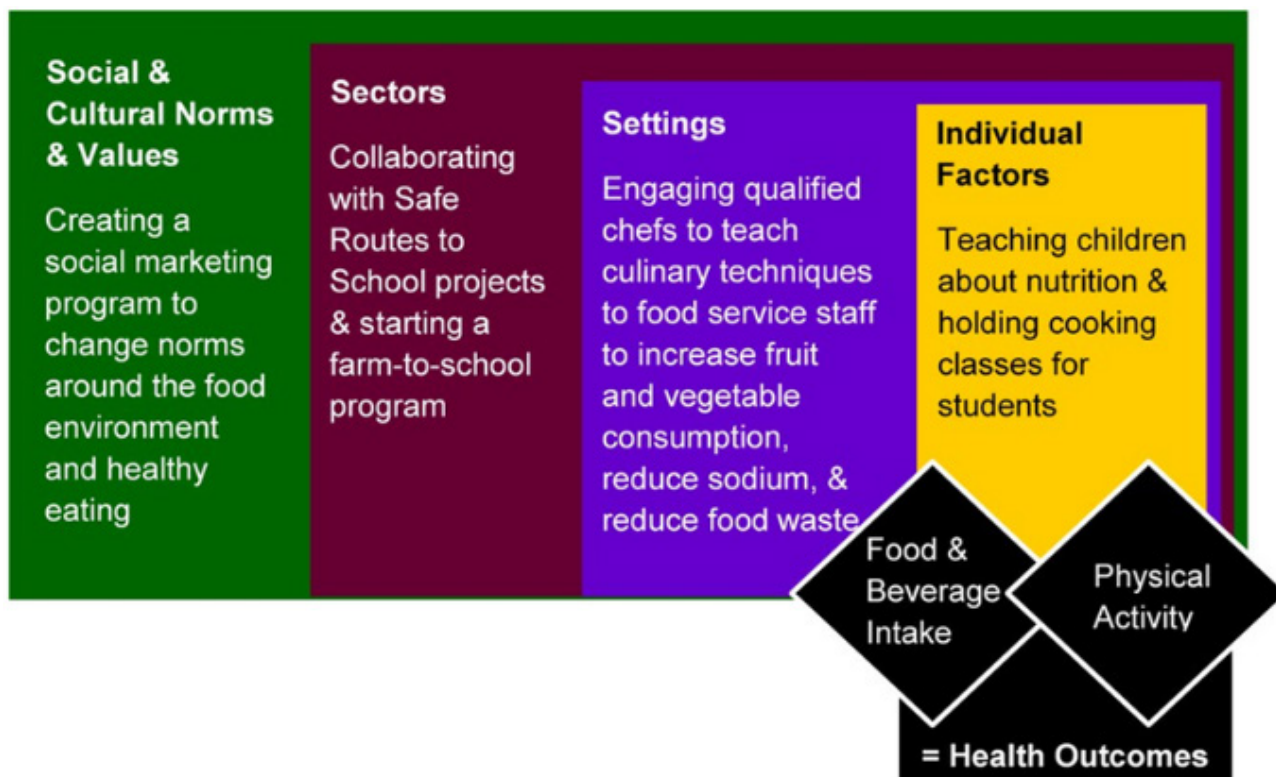 Social &
Cultural Norms
& Values
Creating a
social marketing
program to
change norms
around the food
environment
and healthy
eating
Sectors
Collaborating
with Safe
Routes to
School projects
& starting a
farm-to-school
program
Settings
Engaging qualified
chefs to teach
culinary techniques
to food service staff
to increase fruit
and vegetable
consumption,
reduce sodium, &
reduce food waste
Individual
Factors
Teaching children
about nutrition &
holding cooking
classes for
students
Food &
Beverage
Intake
Physical
Activity
= Health Outcomes